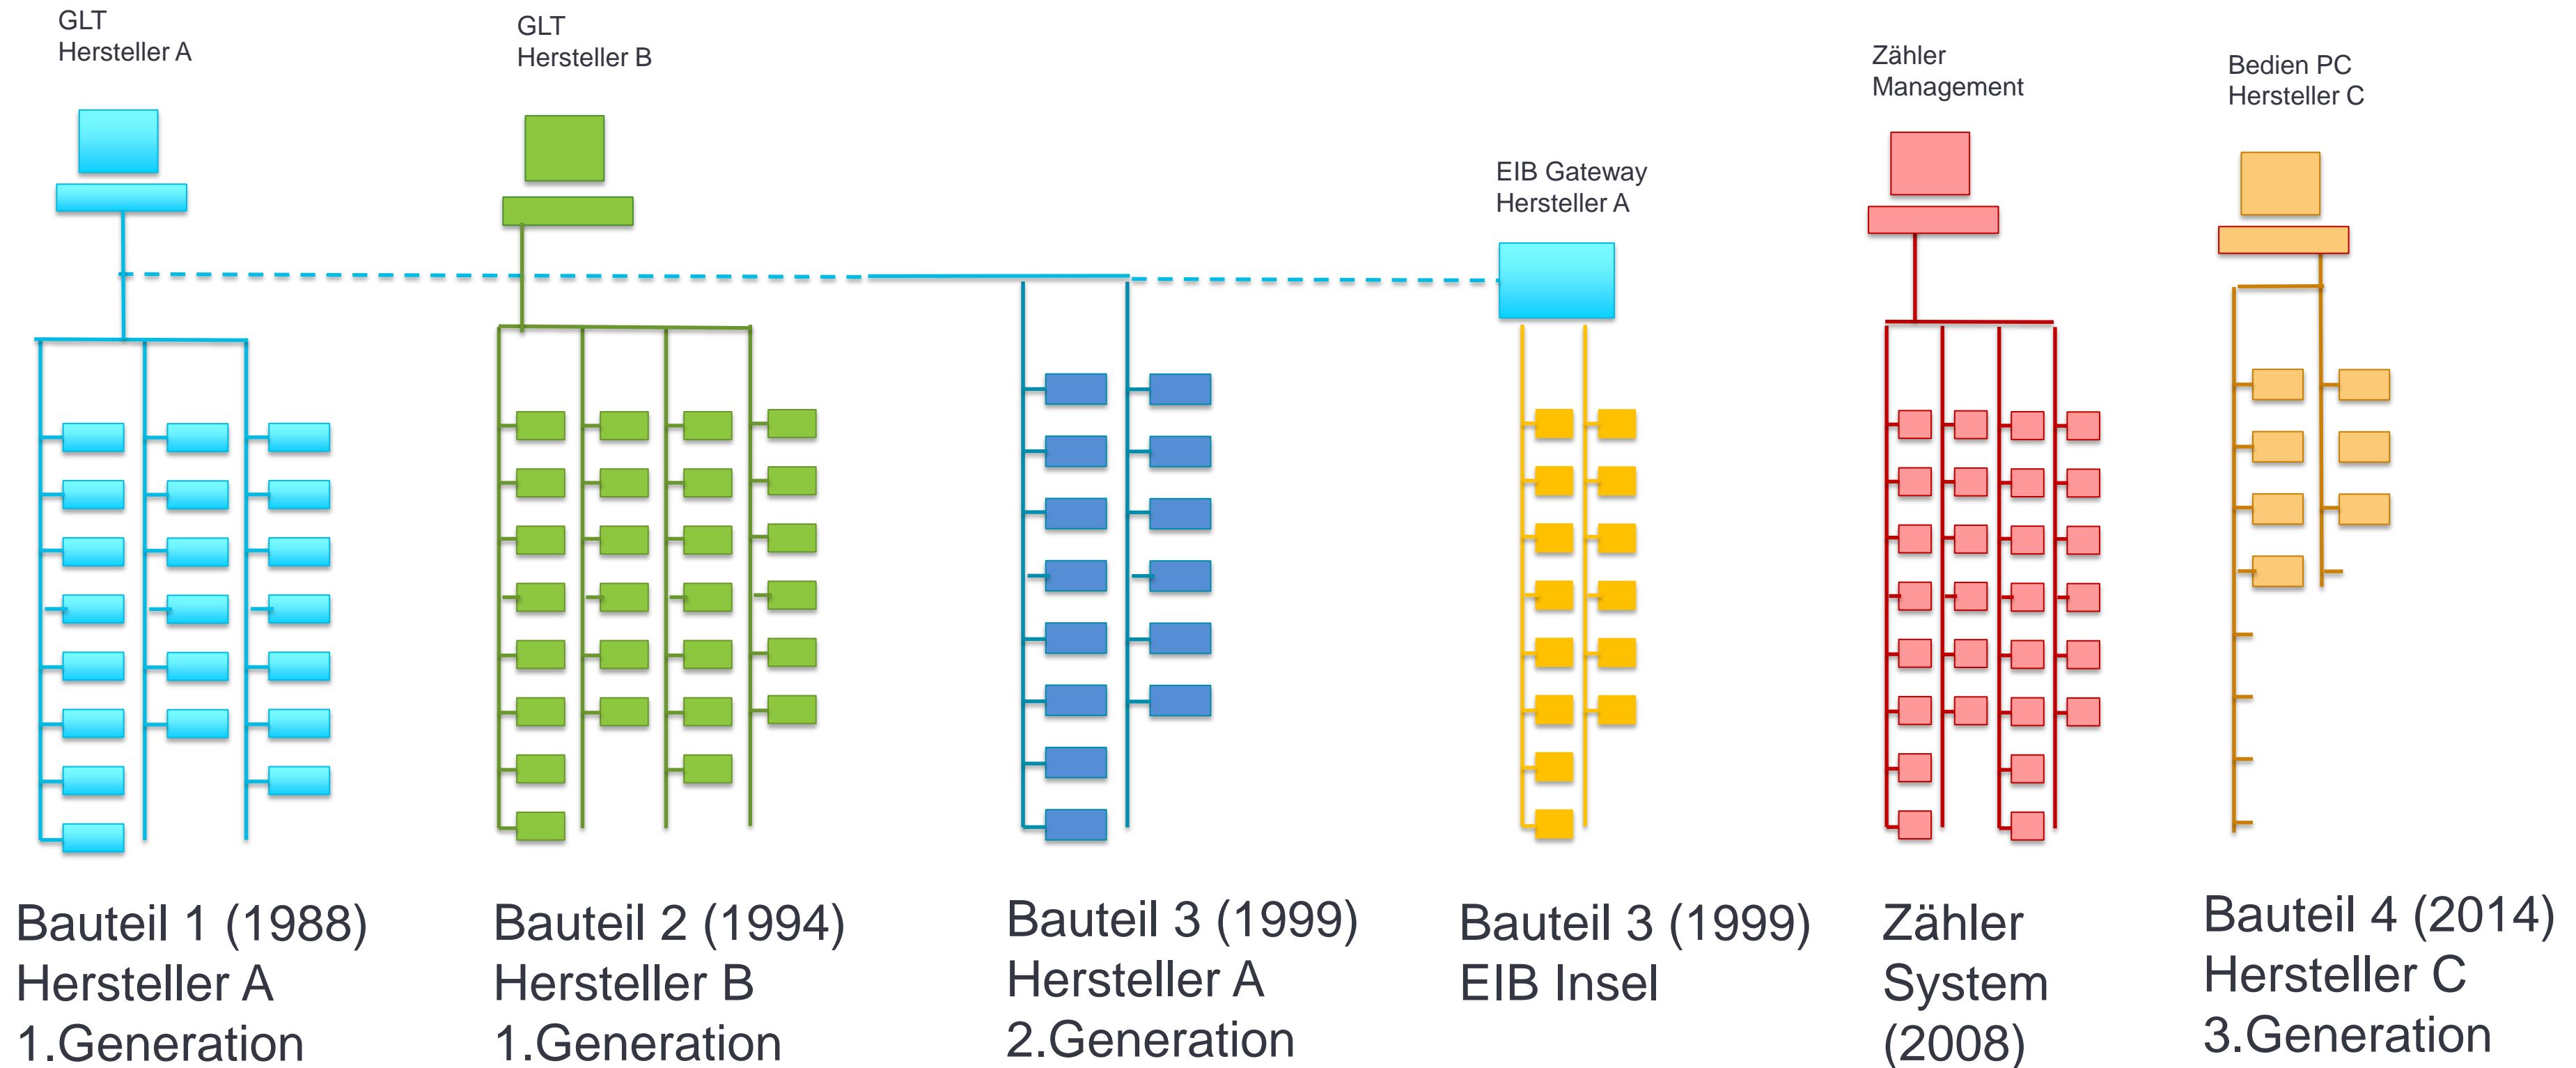 GLT
Hersteller A
GLT
Hersteller B
EIB Gateway
Hersteller A
Zähler
Management
Bedien PC
Hersteller C
Bauteil 1 (1988)
Hersteller A
1.Generation
Bauteil 2 (1994)
Hersteller B
1.Generation
Bauteil 3 (1999)
Hersteller A
2.Generation
Bauteil 3 (1999)
EIB Insel
Zähler
System
(2008)
Bauteil 4 (2014)
Hersteller C
3.Generation